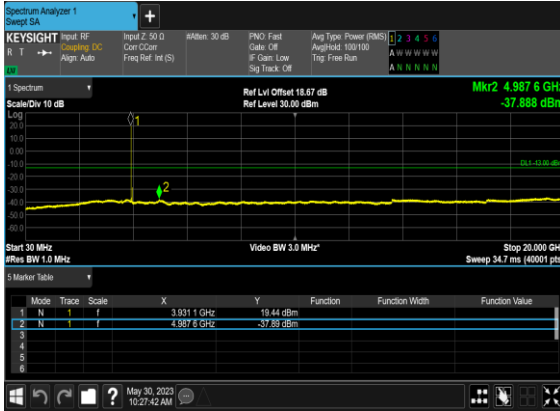 Spectrum Analyzer 1
Swept SA
+
KEYSIGHT Input: RF Input Z: 50 Ω #Atten: 30 dB PNO: Fast Avg Type: Power (RMS) 1 2 3 4 5 6
R T Coupling: DC Corr CCorr Gate: Off Avg|Hold: 100/100 A W W W W W
Align: Auto Freq Ref: Int (S) IF Gain: Low Trig: Free Run
Sig Track: Off A N N N N N
1 Spectrum Ref Lvl Offset 18.67 dB Mkr2 4.987 6 GHz
Scale/Div 10 dB Ref Level 30.00 dBm -37.888 dBm
Log
20.0
10.0
0.00
-10.0
DL1 -13.00 dBm
-20.0
-30.0
-40.0
-50.0
-60.0
1
2
Start 30 MHz Video BW 3.0 MHz* Stop 20.000 GH
#Res BW 1.0 MHz Sweep 34.7 ms (40001 pts
5 Marker Table
Mode Trace Scale X Y Function Function Width Function Value
1 N 1 f 3.931 1 GHz 19.44 dBm
2 N 1 f 4.987 6 GHz -37.89 dBm
3
4
5
6
? May 30, 2023
10:27:42 AM